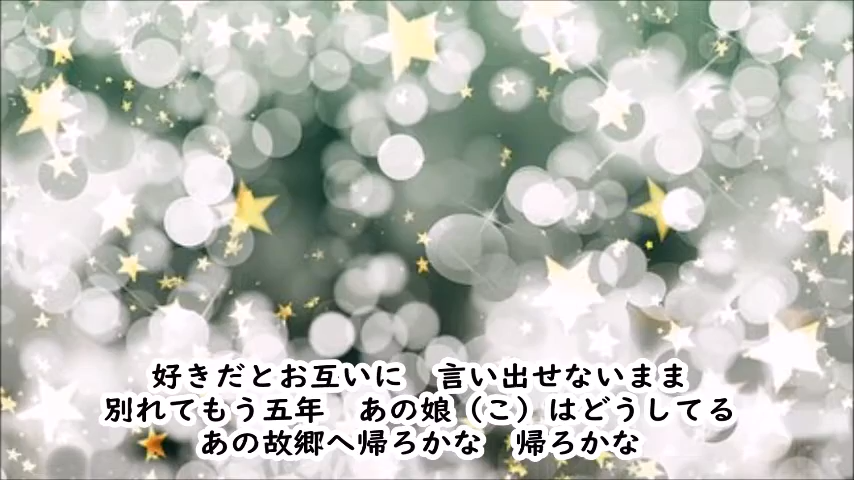 好きだとお互いに　言い出せないまま
別れてもう五年　あの娘（こ）はどうしてる
あの故郷へ帰ろかな　帰ろかな